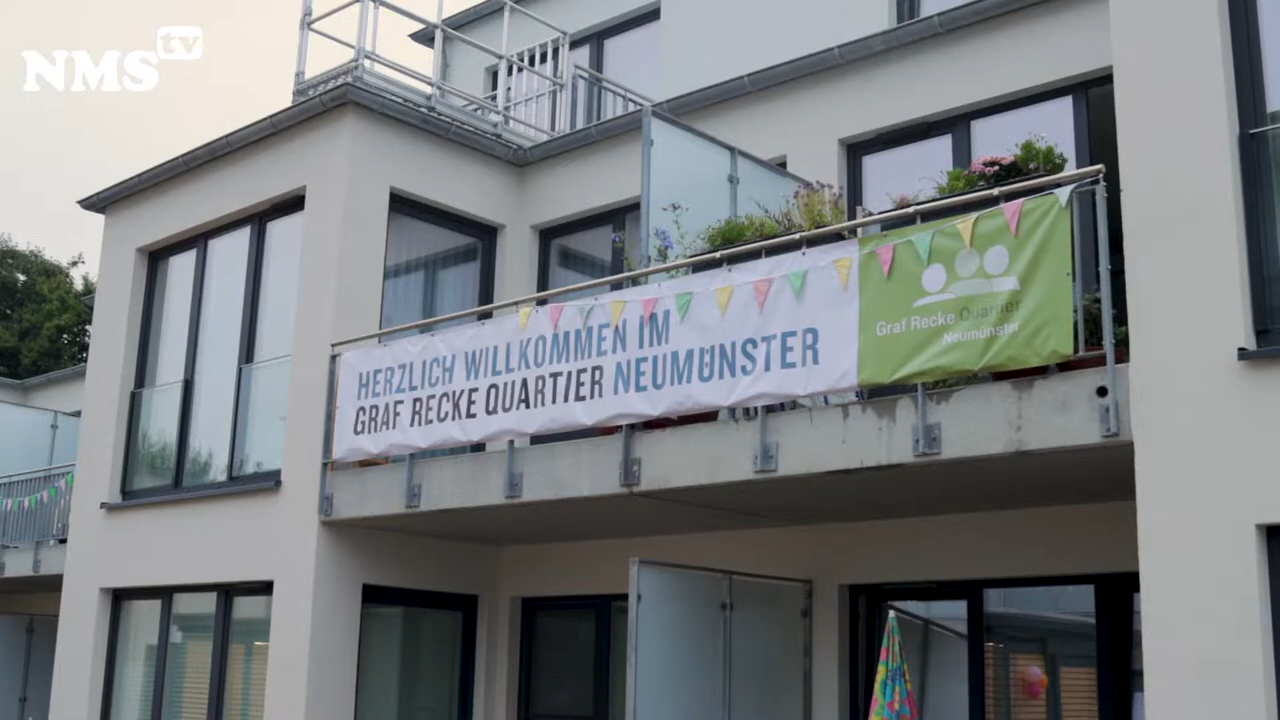 NMS tv
HERZLICH WILLKOMMEN IM
GRAF RECKE QUARTIER NEUMÜNSTER
Graf Recke Quartier
Neumünster